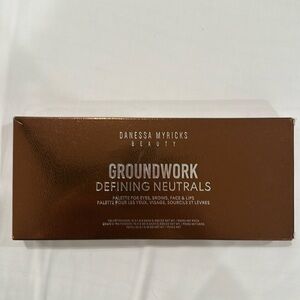 DANESSA MYRICKS
BEAUTY
GROUNDWORK
DEFINING NEUTRALS
PALETTE FOR EYES, BROWS, FACE & LIPS
PALETTE POUR LES YEUX, VISAGE, SOURCILS ET LÈVRES